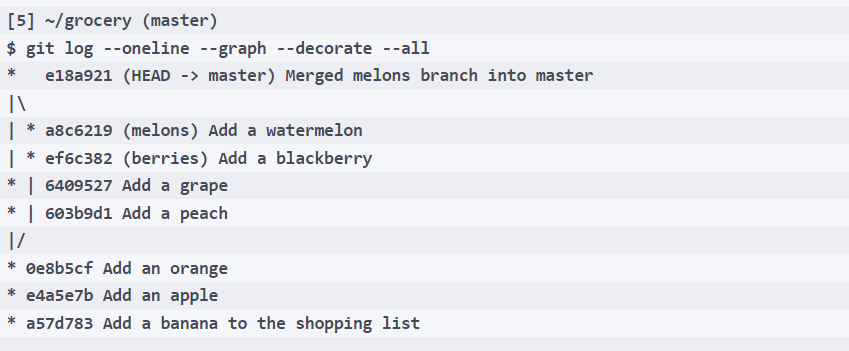 [5] ~/grocery (master)
$ git log --oneline --graph --decorate --all
*   e18a921 (HEAD -> master) Merged melons branch into master
|\
| * a8c6219 (melons) Add a watermelon
| * ef6c382 (berries) Add a blackberry
* | 6409527 Add a grape
* | 603b9d1 Add a peach
|/
* 0e8b5cf Add an orange
* e4a5e7b Add an apple
* a57d783 Add a banana to the shopping list